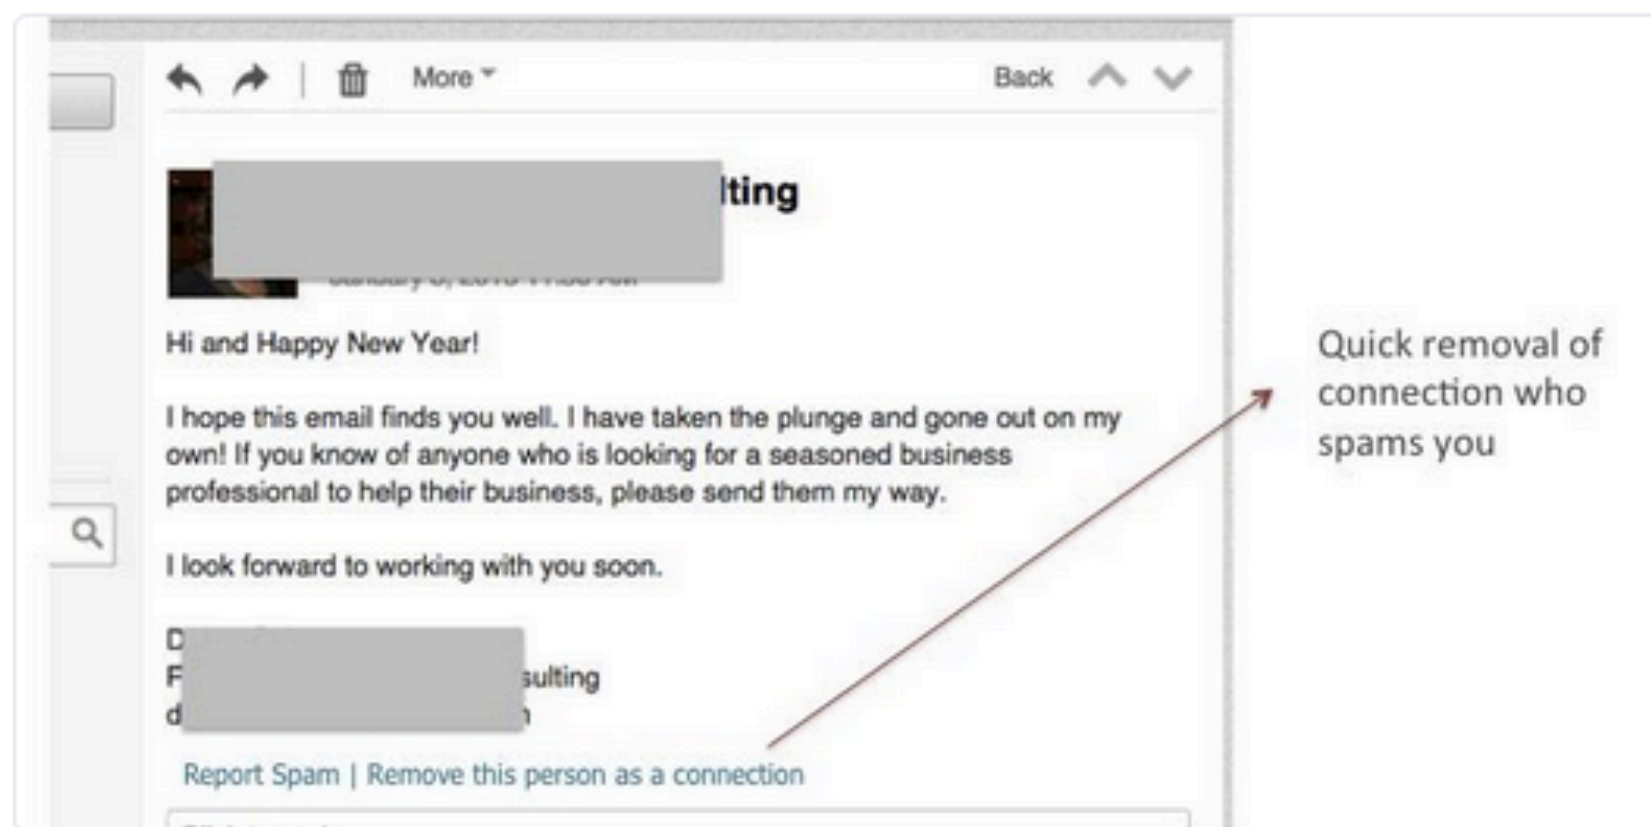 More
Back
lting
Hi and Happy New Year!
I hope this email finds you well. I have taken the plunge and gone out on my
own! If you know of anyone who is looking for a seasoned business
professional to help their business, please send them my way.
I look forward to working with you soon.
D
F sulting
d
Report Spam | Remove this person as a connection
Quick removal of
connection who
spams you